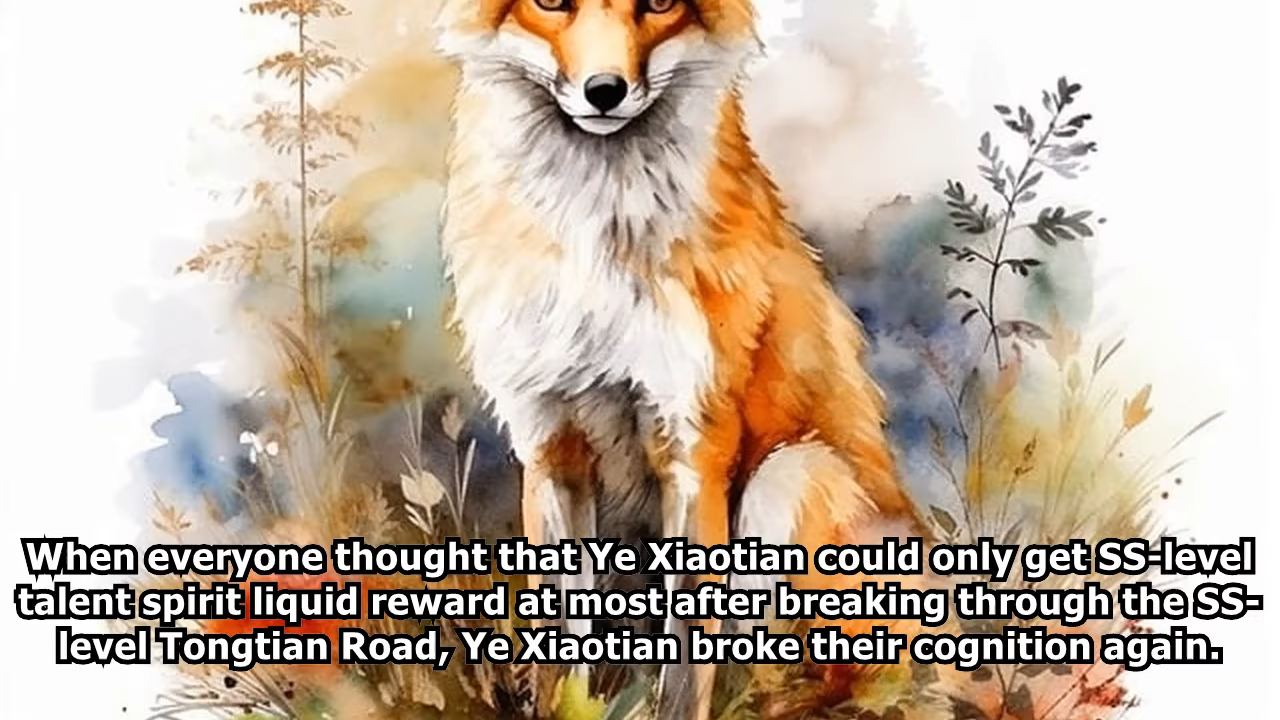 When everyone thought that Ye Xiaotian could only get SS-level
talent spirit liquid reward at most after breaking through the SS-
level Tongtian Road, Ye Xiaotian broke their cognition again.